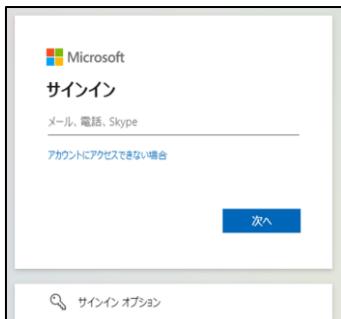 Microsoft
サインイン
メール、電話、Skype
アカウントにアクセスできない場合
次へ
サインイン オプション